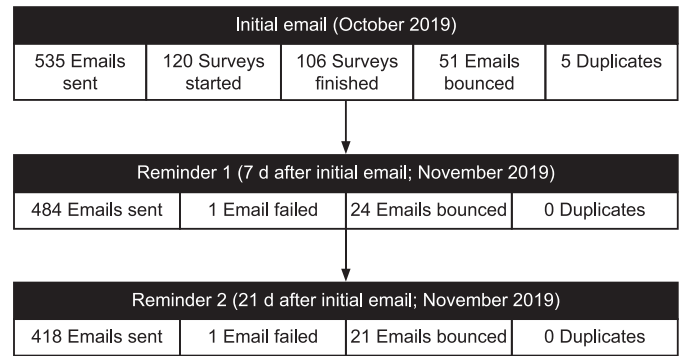 Initial email (October 2019)
535 Emails sent
120 Surveys started
106 Surveys finished
51 Emails bounced
5 Duplicates
Reminder 1 (7 d after initial email; November 2019)
484 Emails sent
1 Email failed
24 Emails bounced
0 Duplicates
Reminder 2 (21 d after initial email; November 2019)
418 Emails sent
1 Email failed
21 Emails bounced
0 Duplicates